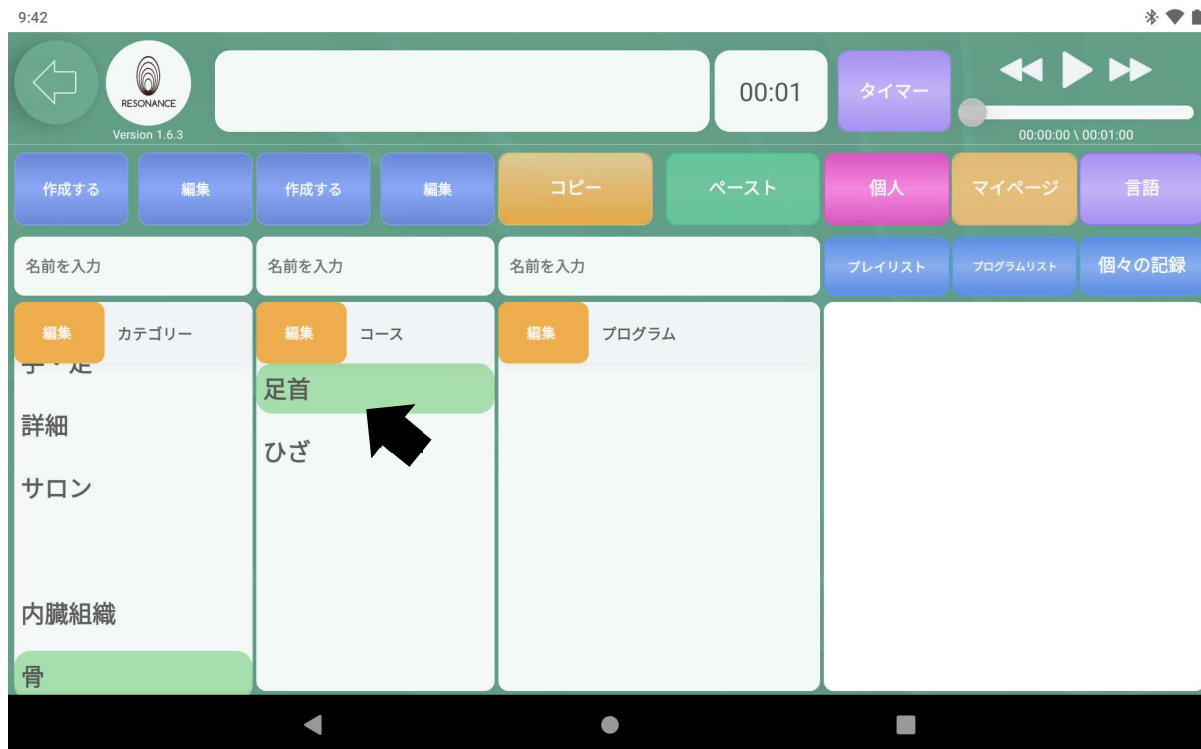 9:42
RESONANCE
Version 1.6.3
00:01
タイマー
00:00:00 \ 00:01:00
作成する
編集
作成する
編集
コピー
ペースト
個人
マイページ
言語
名前を入力
名前を入力
名前を入力
プレイリスト
プログラムリスト
個々の記録
編集
カテゴリー
編集
コース
編集
プログラム
足首
詳細
ひざ
サロン
内臓組織
骨